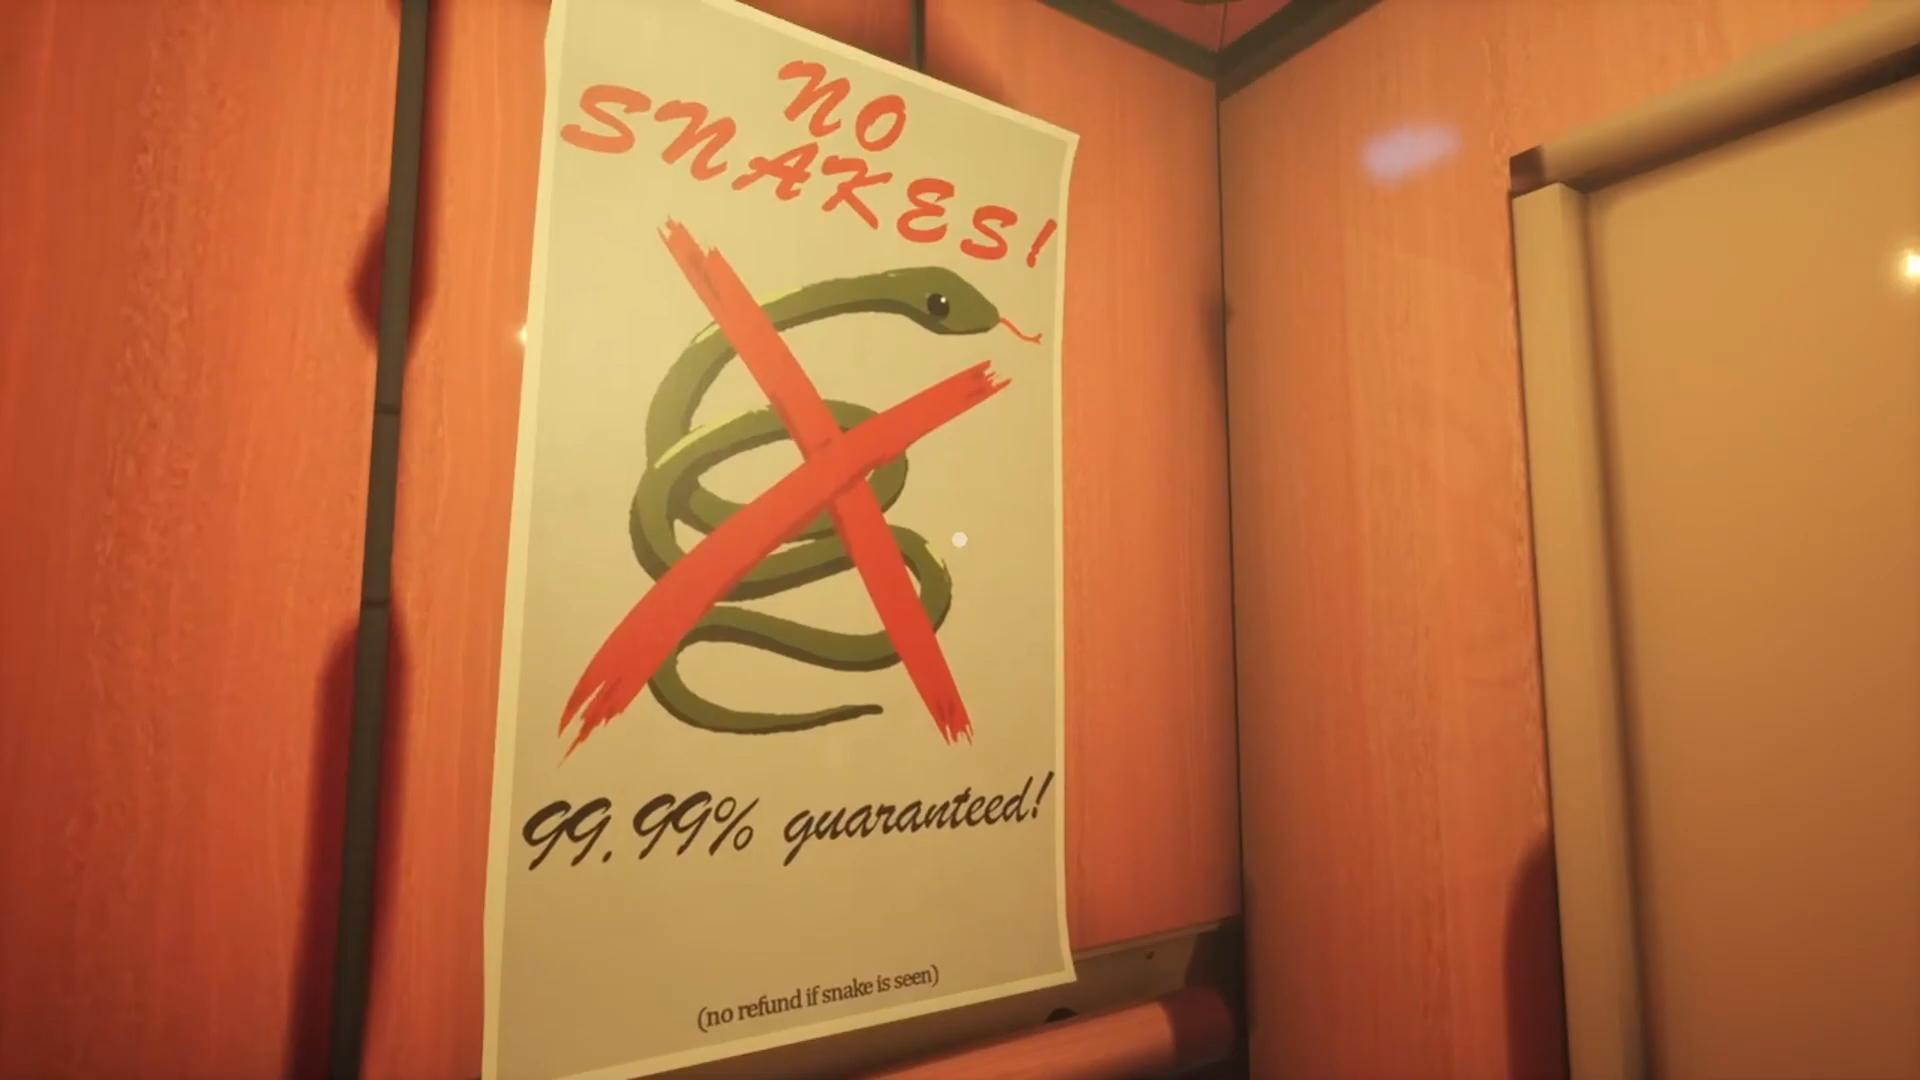 NO
SNAKES!
99.99% guaranteed!
(no refund if snake is seen)